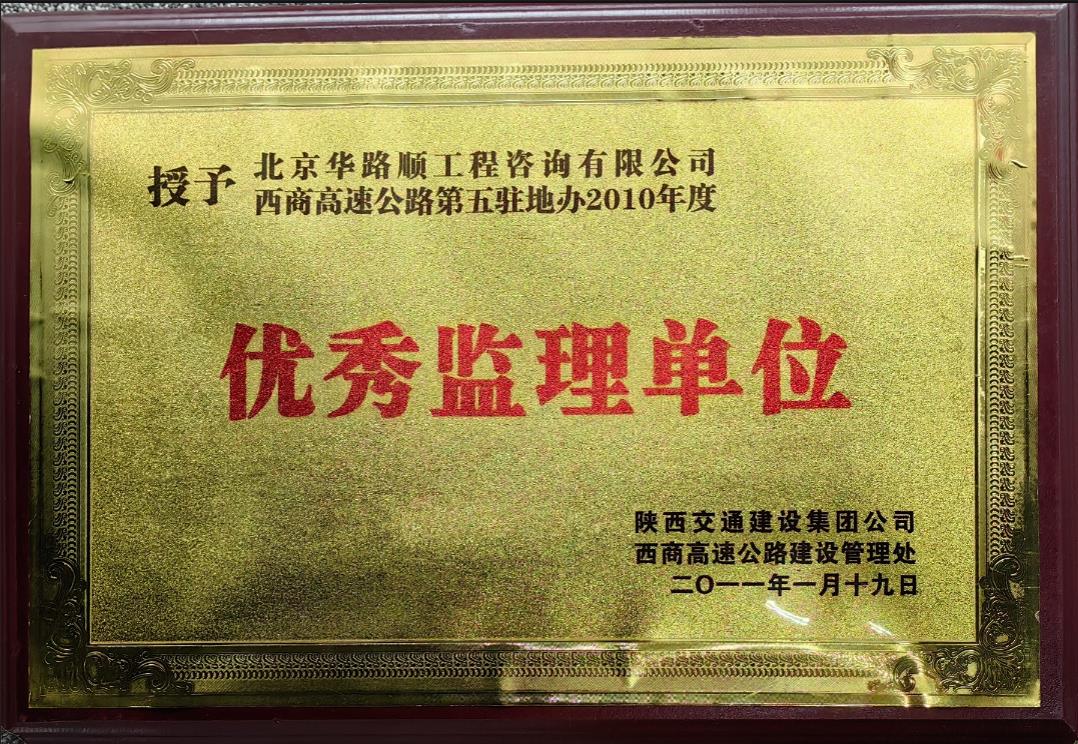 授予
北京华路顺工程咨询有限公司
西商高速公路第五驻地办2010年度
优秀监理单位
陕西交通建设集团公司
西商高速公路建设管理处
二〇一一年一月十九日